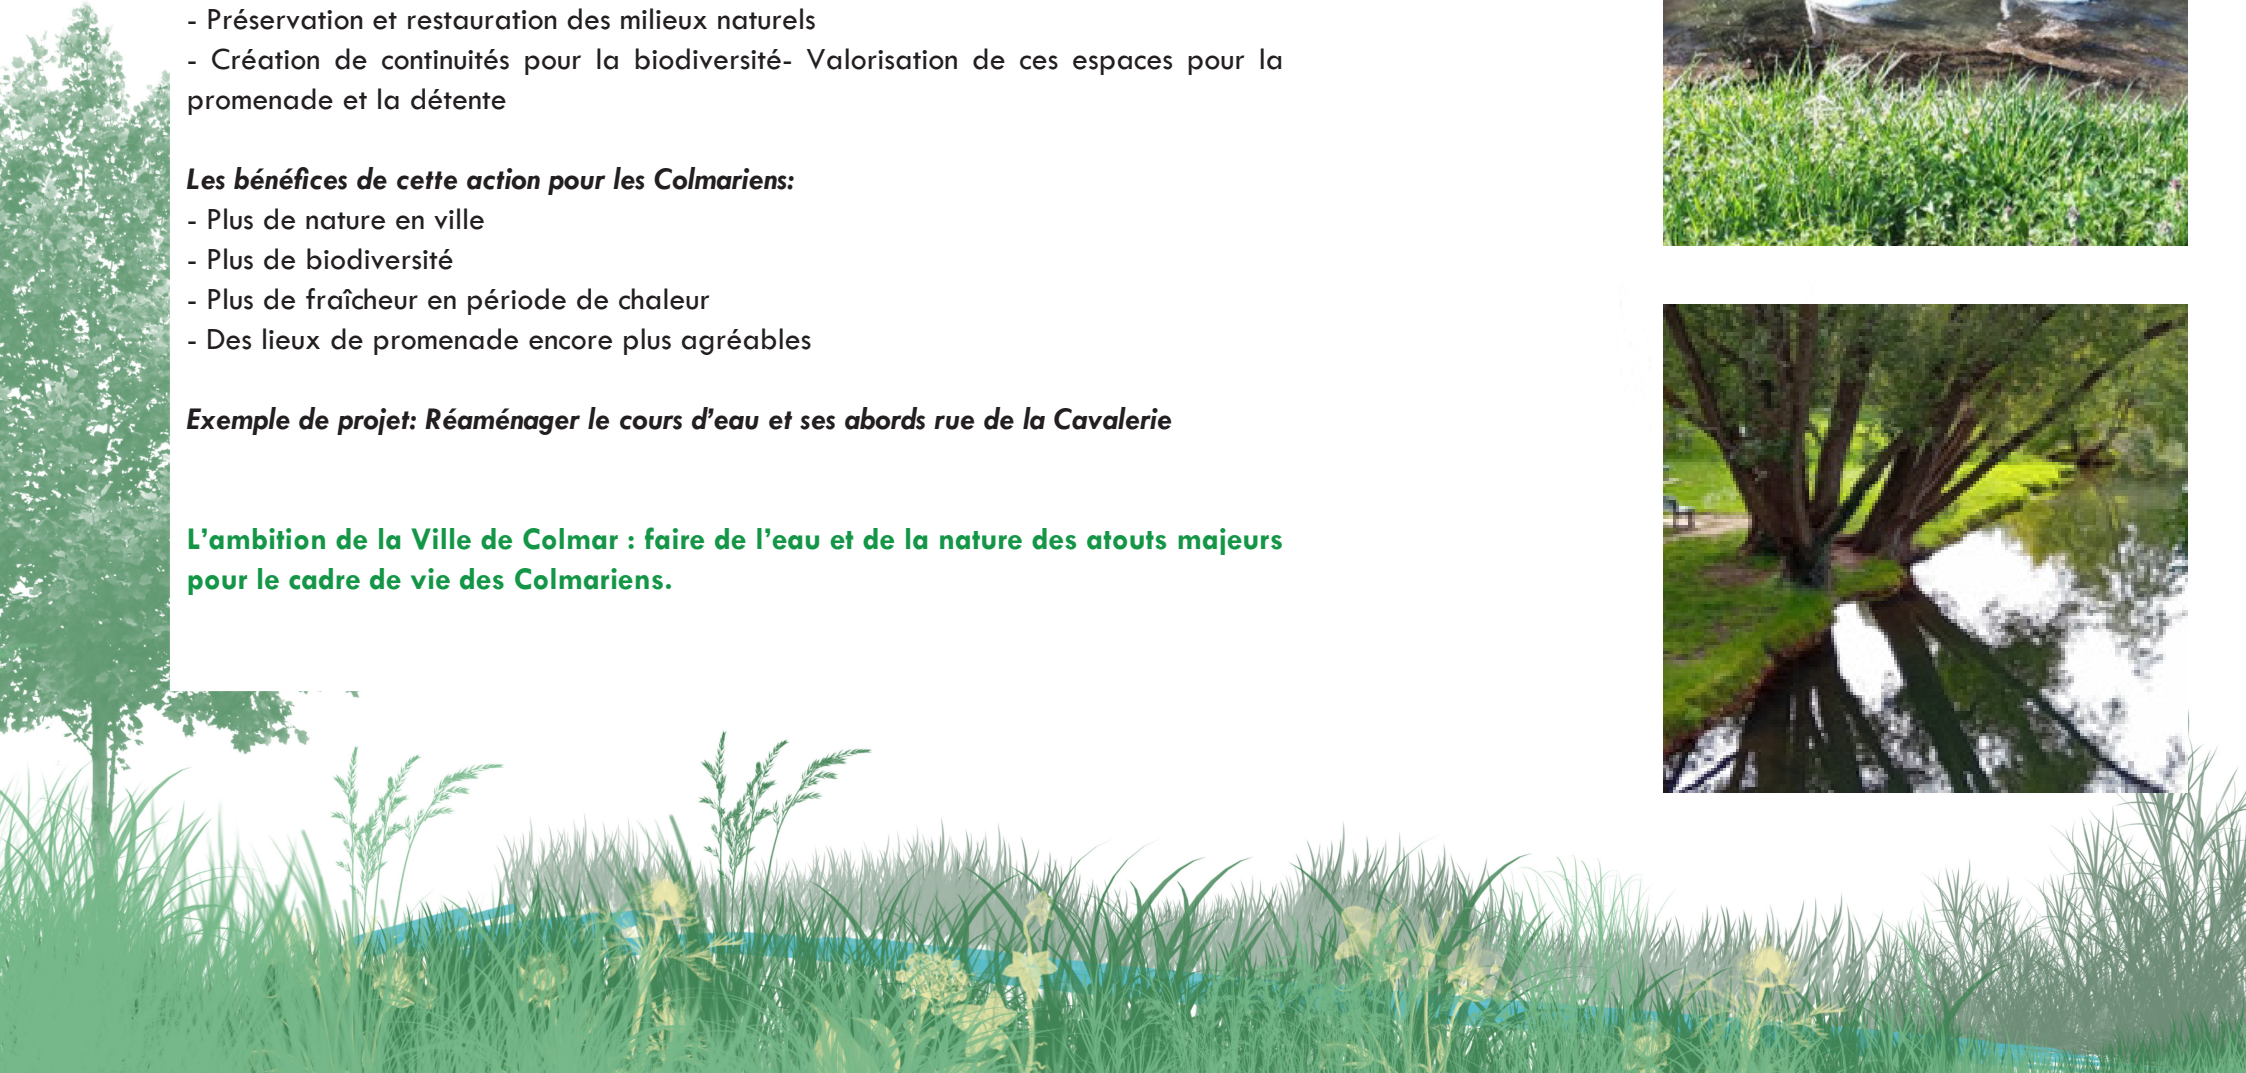 - Préservation et restauration des milieux naturels
- Création de continuités pour la biodiversité- Valorisation de ces espaces pour la
promenade et la détente
Les bénéfices de cette action pour les Colmariens:
- Plus de nature en ville
- Plus de biodiversité
- Plus de fraîcheur en période de chaleur
- Des lieux de promenade encore plus agréables
Exemple de projet: Réaménager le cours d’eau et ses abords rue de la Cavalerie
L’ambition de la Ville de Colmar : faire de l’eau et de la nature des atouts majeurs
pour le cadre de vie des Colmariens.